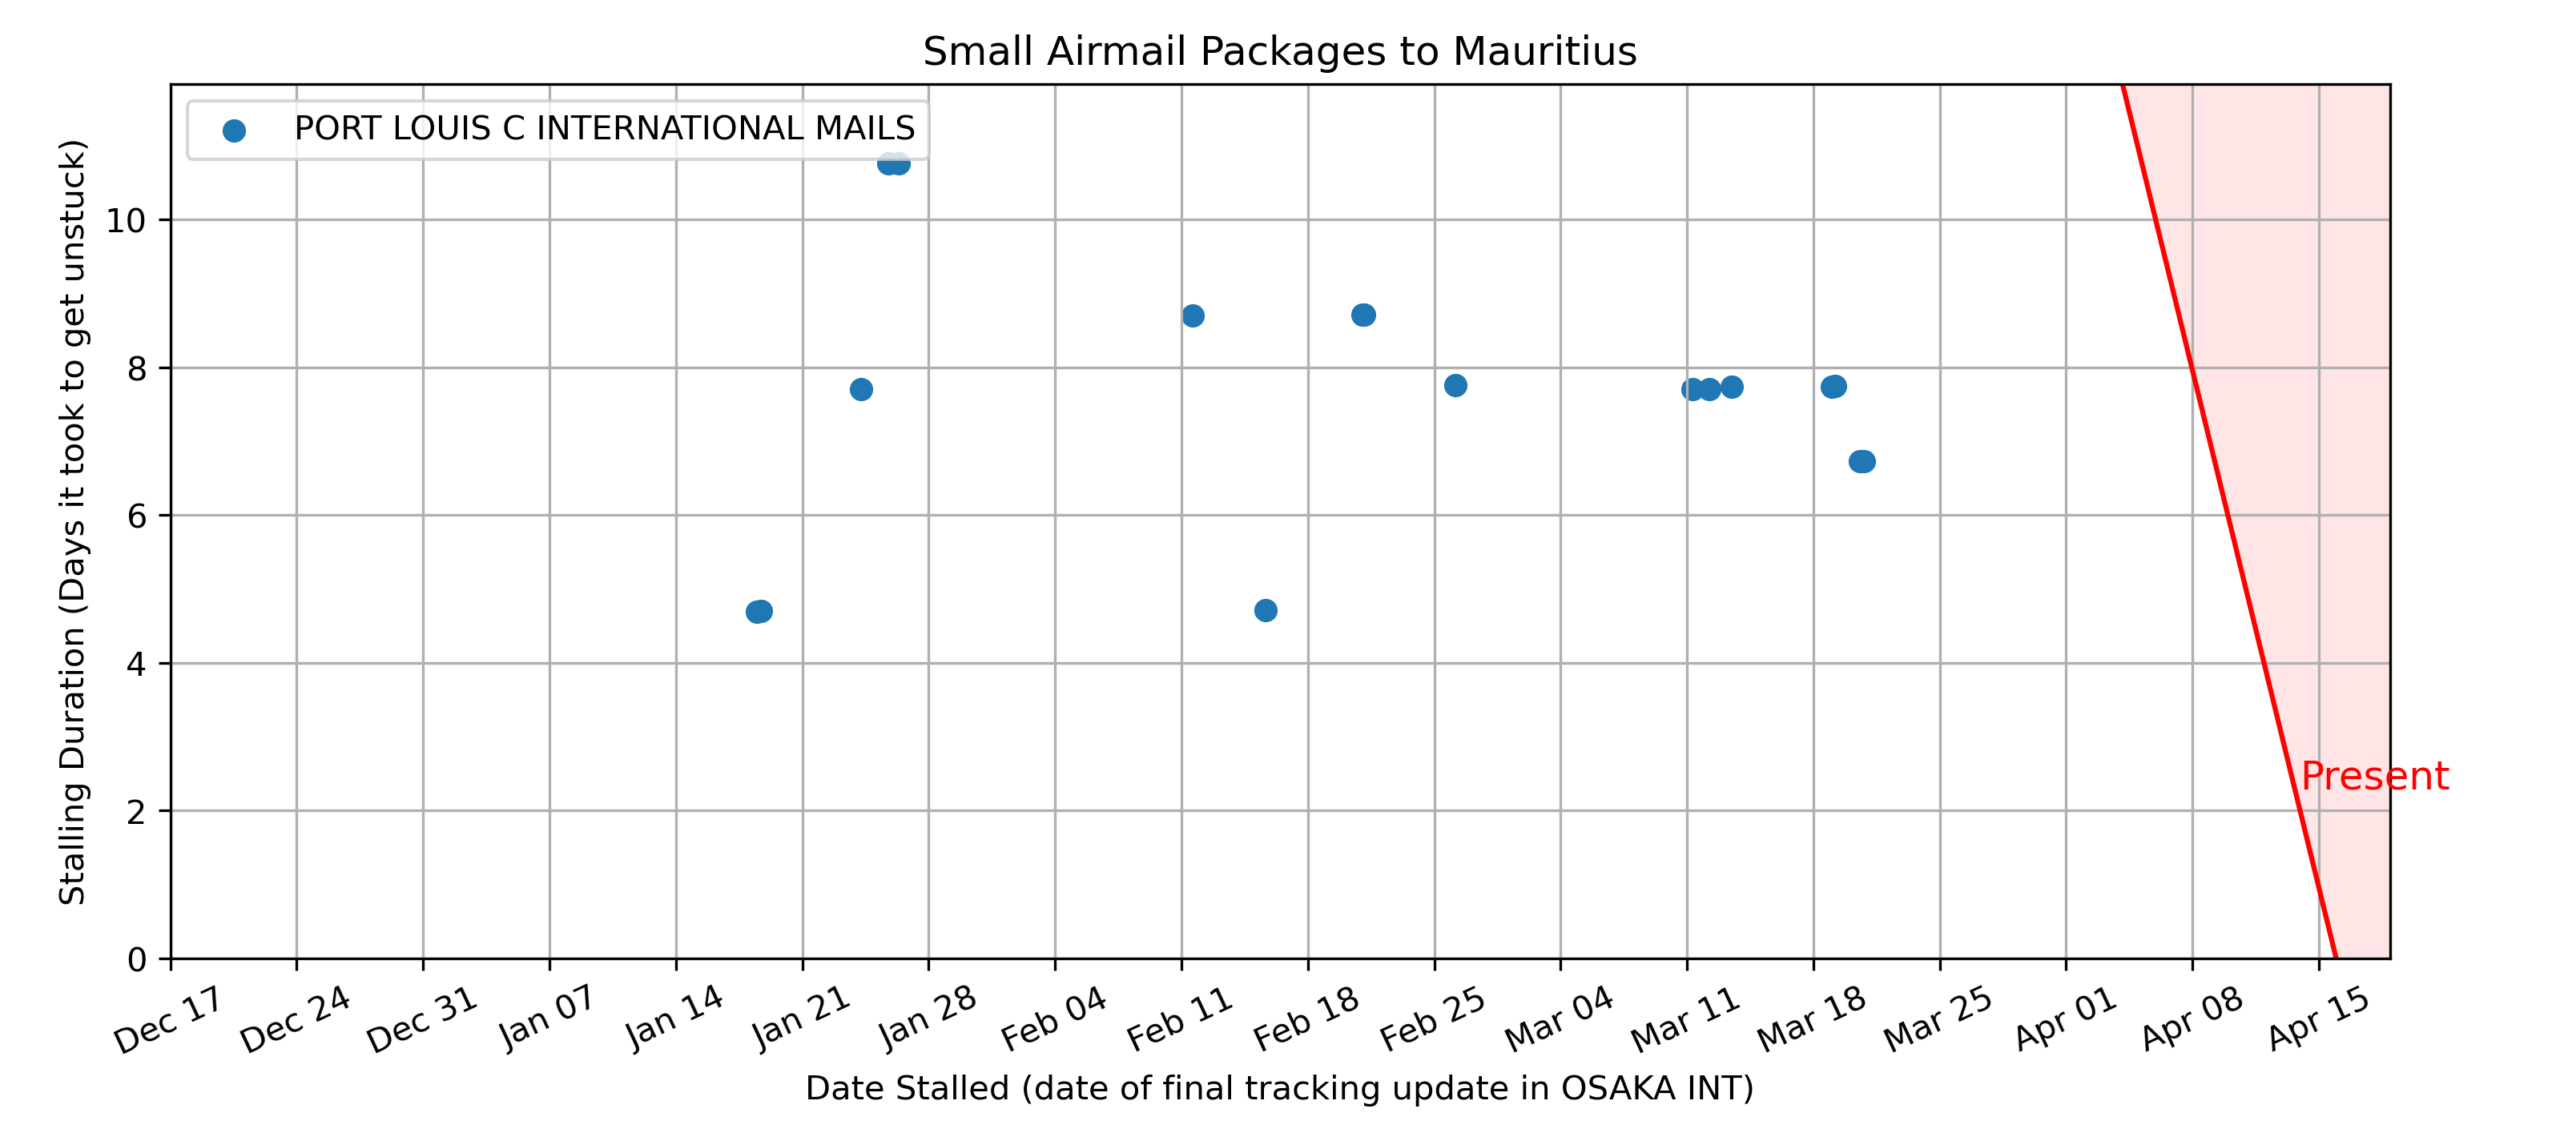 Small Airmail Packages to Mauritius
PORT LOUIS C INTERNATIONAL MAILS
Stalling Duration (Days it took to get unstuck)
10
8
6
4
2
0
Present
Dec 17 Dec 24 Dec 31 Jan 07 Jan 14 Jan 21 Jan 28 Feb 04 Feb 11 Feb 18 Feb 25 Mar 04 Mar 11 Mar 18 Mar 25 Apr 01 Apr 08 Apr 15
Date Stalled (date of final tracking update in OSAKA INT)